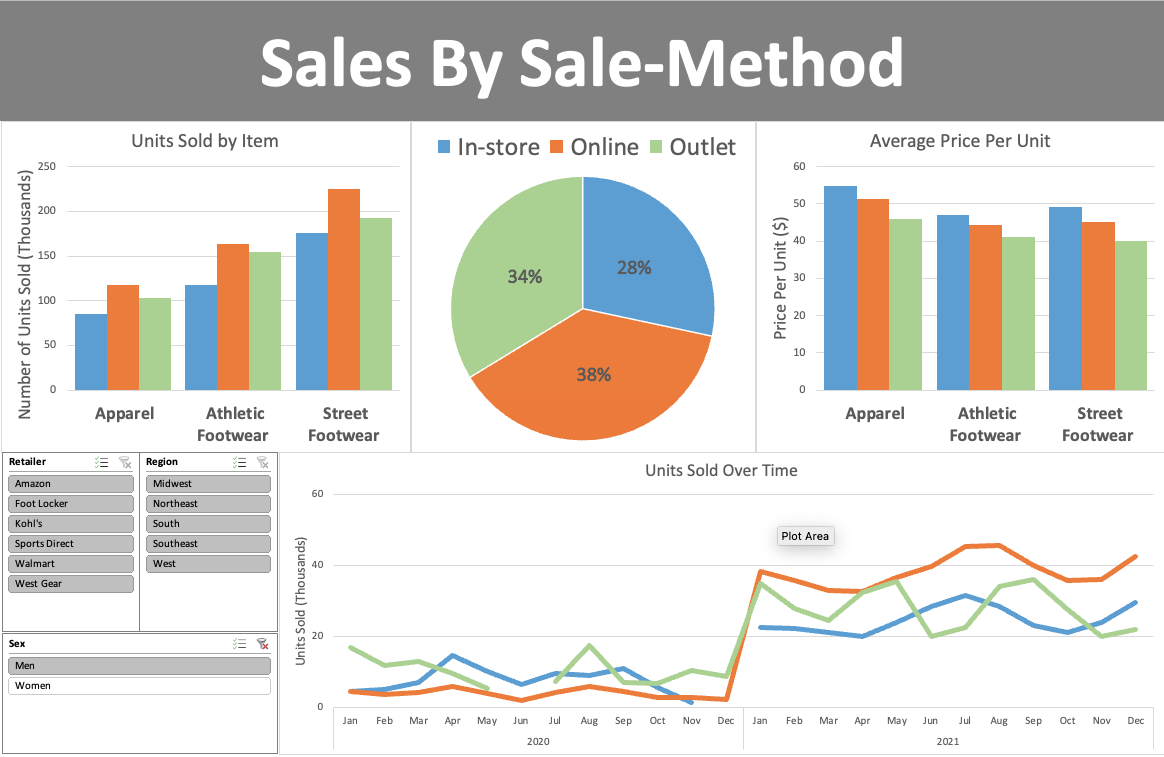 Sales By Sale-Method
Units Sold by Item
Number of Units Sold (Thousands)
250
200
150
100
50
0
Apparel
Athletic
Footwear
Street
Footwear
In-store Online Outlet
34%
28%
38%
Average Price Per Unit
Price Per Unit ($)
60
50
40
30
20
10
0
Apparel
Athletic
Footwear
Street
Footwear
Retailer
Amazon
Foot Locker
Kohl's
Sports Direct
Walmart
West Gear
Region
Midwest
Northeast
South
Southeast
West
Sex
Men
Women
Units Sold Over Time
Units Sold (Thousands)
60
40
20
0
Plot Area
Jan Feb Mar Apr May Jun Jul Aug Sep Oct Nov Dec Jan Feb Mar Apr May Jun Jul Aug Sep Oct Nov Dec
2020 2021